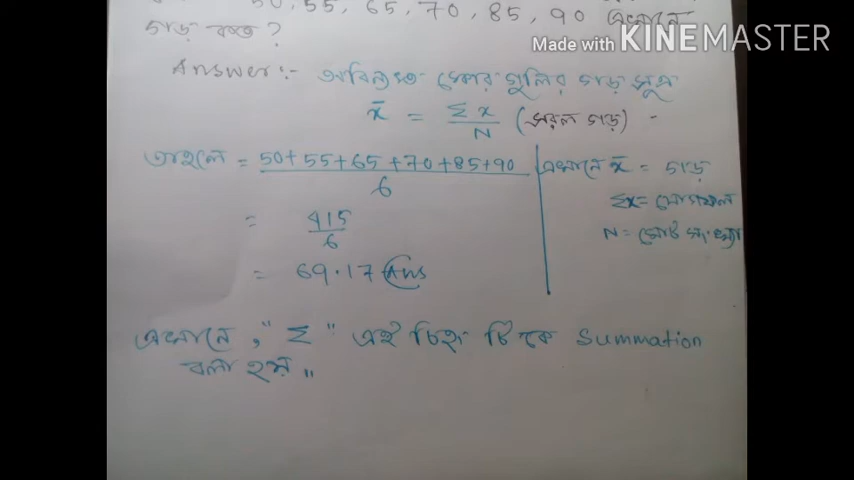 50, 55, 65, 70, 85, 90 এখানে
গড় কত ?
Made with KINEMASTER
Answer :- অবিন্যস্ত স্কোর গুলির গড় সূত্র
x̄ = Σx/N (সরল গড়)
তাহলে = 50+55+65+70+85+90/6
= 415/6
= 69.17 Ans
এখানে x̄ = গড়
Σx = যোগফল
N = মোট সংখ্যা
এখানে, "Σ" এই চিহ্ন টিকে Summation
বলা হয়॥